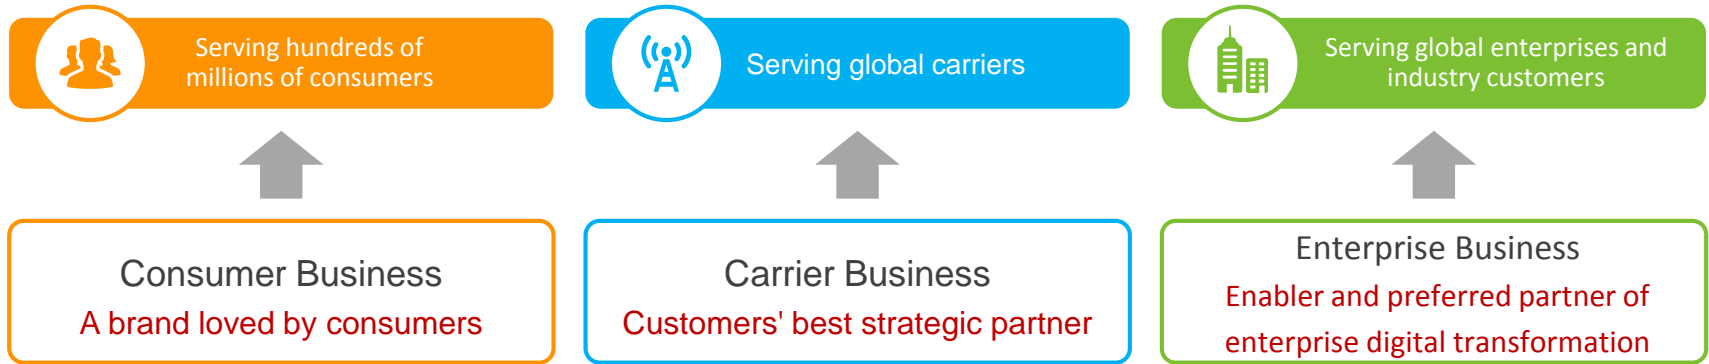 Serving hundreds of
millions of consumers
Serving global carriers
Serving global enterprises and
industry customers
Consumer Business
A brand loved by consumers
Carrier Business
Customers' best strategic partner
Enterprise Business
Enabler and preferred partner of
enterprise digital transformation